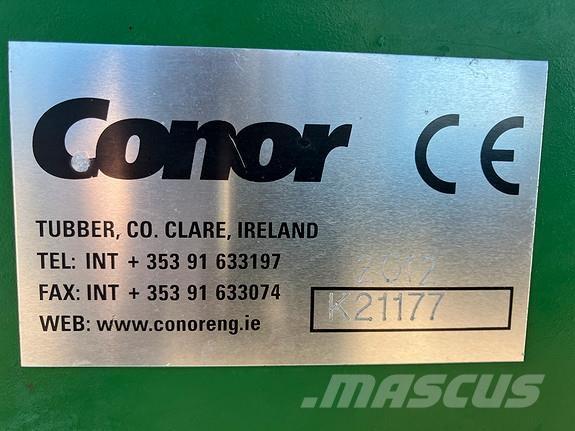 Conor CE
TUBBER, CO. CLARE, IRELAND
TEL: INT + 353 91 633197
FAX: INT + 353 91 633074
WEB: www.conoreng.ie
2012
K21177
MASCUS